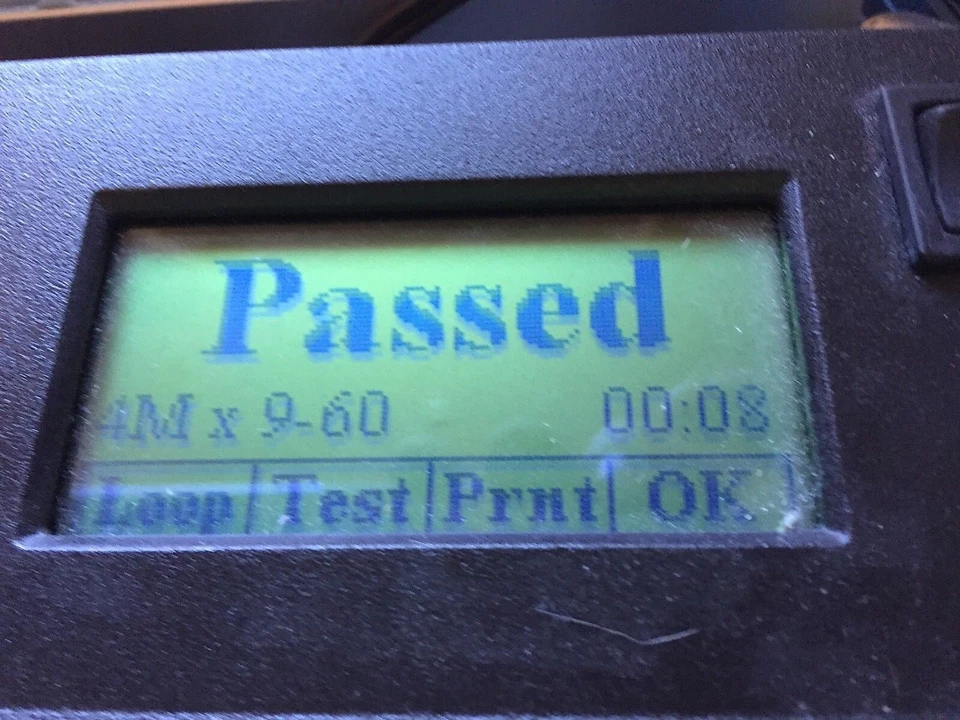 Passed
4M x 9-60 00:08
Loop Test Prnt OK